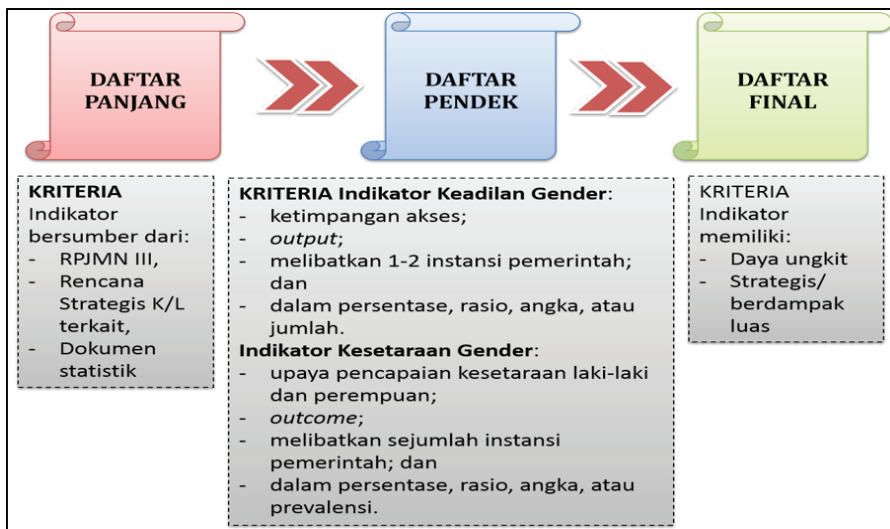 DAFTAR
PANJANG
DAFTAR
PENDEK
DAFTAR
FINAL
KRITERIA
Indikator
bersumber dari:
- RPJMN III,
- Rencana
Strategis K/L
terkait,
- Dokumen
statistik
KRITERIA Indikator Keadilan Gender:
- ketimpangan akses;
- output;
- melibatkan 1-2 instansi pemerintah;
dan
- dalam persentase, rasio, angka, atau
jumlah.
Indikator Kesetaraan Gender:
- upaya pencapaian kesetaraan laki-laki
dan perempuan;
- outcome;
- melibatkan sejumlah instansi
pemerintah; dan
- dalam persentase, rasio, angka, atau
prevalensi.
KRITERIA
Indikator
memiliki:
- Daya ungkit
- Strategis/
berdampak
luas